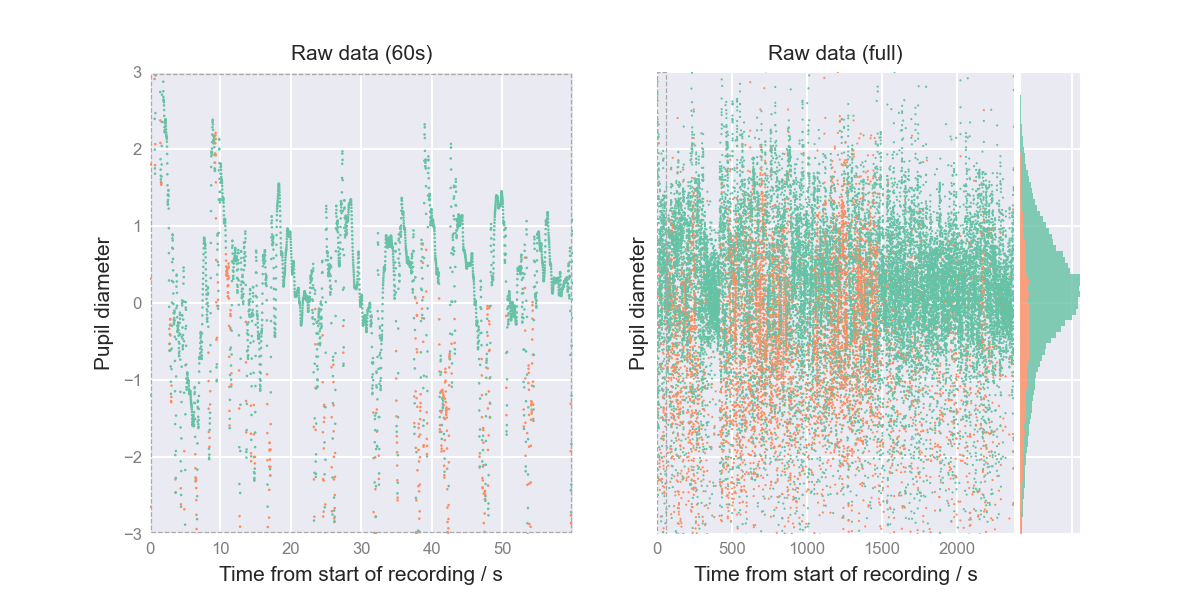 Raw data (60s)
Raw data (full)
Pupil diameter
3
2
1
0
−1
−2
−3
0 10 20 30 40 50
Time from start of recording / s
Pupil diameter
0 500 1000 1500 2000
Time from start of recording / s